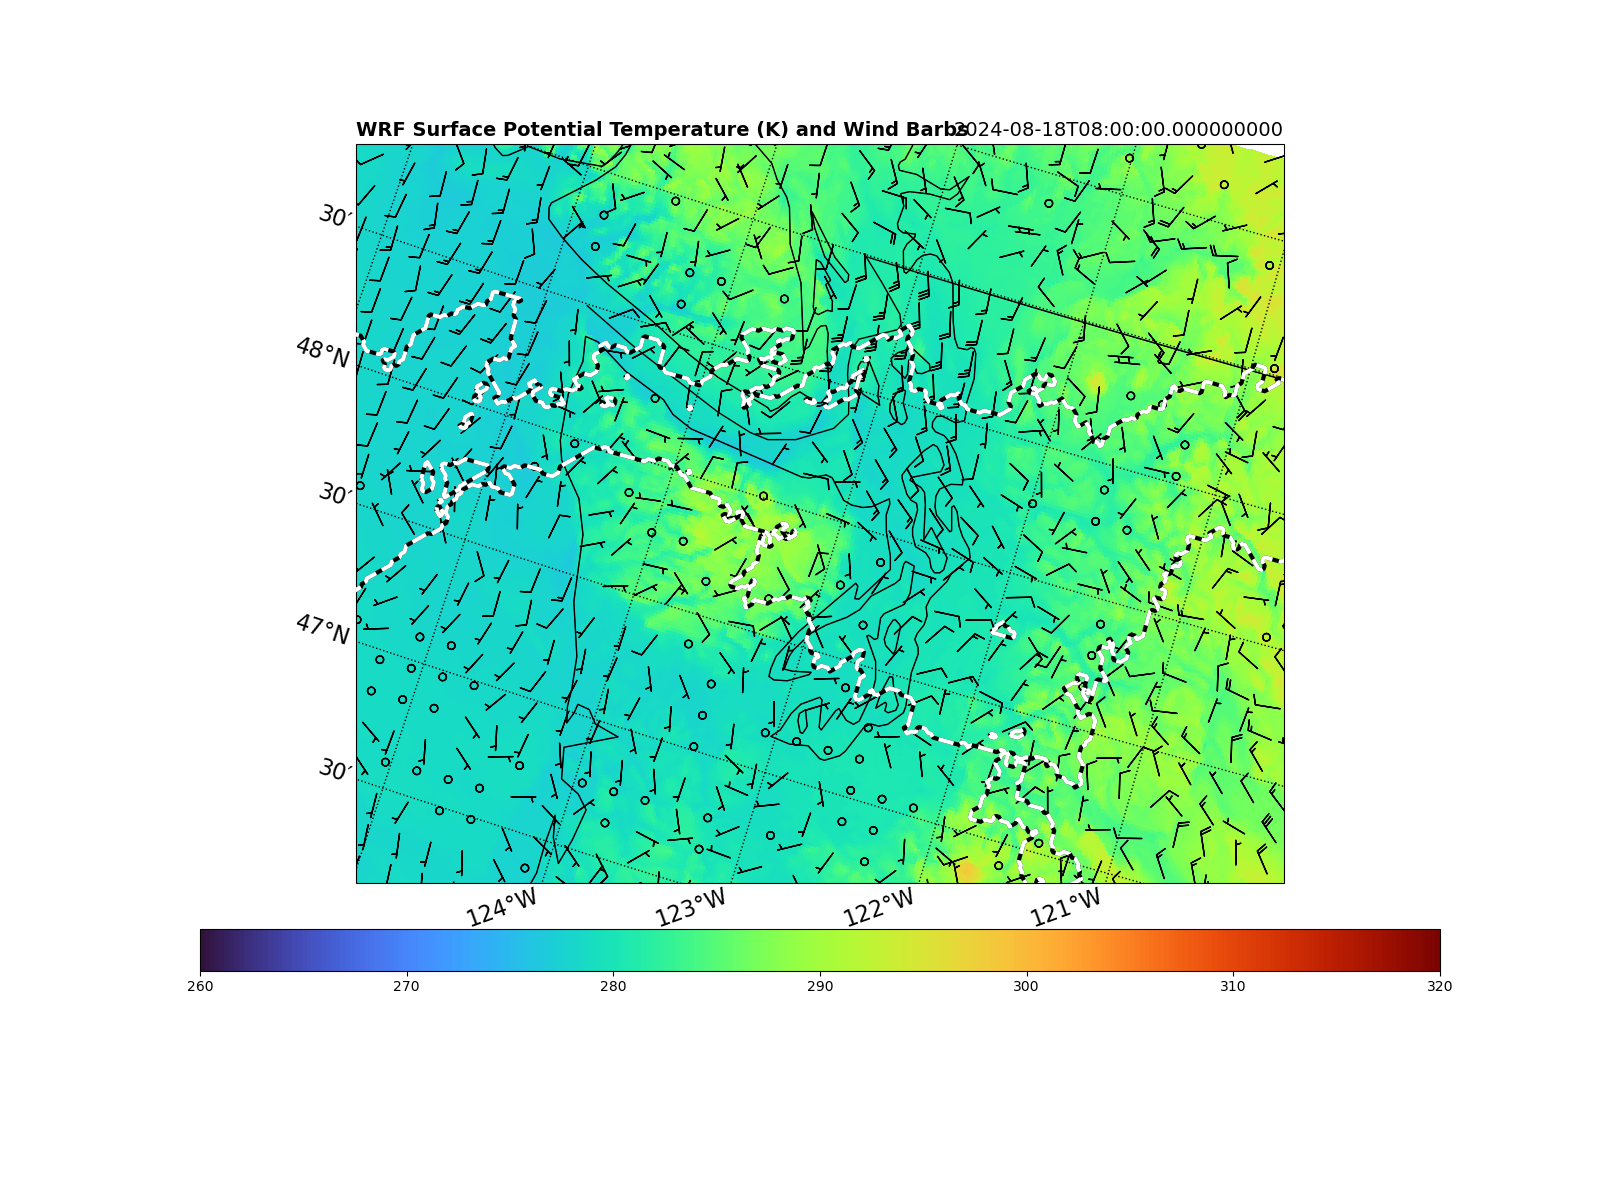 WRF Surface Potential Temperature (K) and Wind Barbs 2024-08-18T08:00:00.000000000
30′
48°N
30′
47°N
30′
124°W 123°W 122°W 121°W
260 270 280 290 300 310 320